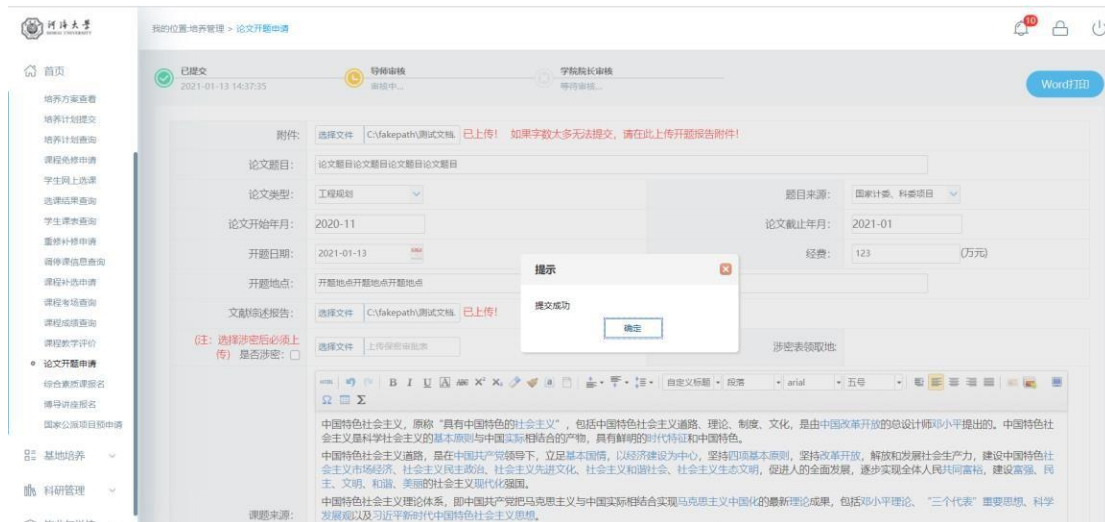 河海大学
HOHAI UNIVERSITY
我的位置:培养管理 > 论文开题申请
10
首页
培养方案查看
培养计划提交
培养计划查询
课程免修申请
学生网上选课
选课结果查询
学生课表查询
重修补修申请
调停课信息查询
课程补选申请
课程考场查询
课程成绩查询
课程教学评价
论文开题申请
综合素质课报名
博导讲座报名
国家公派项目预申请
基地培养
科研管理
已提交
2021-01-13 14:37:35
导师审核
审核中...
学院院长审核
等待审核...
Word打印
附件: 选择文件 C:\fakepath\测试文档. 已上传! 如果字数太多无法提交，请在此上传开题报告附件!
论文题目: 论文题目论文题目论文题目论文题目
论文类型: 工程规划 题目来源: 国家计委、科委项目
论文开始年月: 2020-11 论文截止年月: 2021-01
开题日期: 2021-01-13 经费: 123 (万元)
开题地点: 开题地点开题地点开题地点
文献综述报告: 选择文件 C:\fakepath\测试文档. 已上传!
(注: 选择涉密后必须上
传) 是否涉密: 选择文件 上传保密审批表 涉密表领取地:
提示
提交成功
确定
HTML B I U A ABC X² X₂ 自定义标题 段落 arial 五号
Ω Σ
中国特色社会主义，原称“具有中国特色的社会主义”，包括中国特色社会主义道路、理论、制度、文化，是由中国改革开放的总设计师邓小平提出的。中国特色社
会主义是科学社会主义的基本原则与中国实际相结合的产物，具有鲜明的时代特征和中国特色。
中国特色社会主义道路，是在中国共产党领导下，立足基本国情，以经济建设为中心，坚持四项基本原则，坚持改革开放，解放和发展社会生产力，建设中国特色社
会主义市场经济、社会主义民主政治、社会主义先进文化、社会主义和谐社会、社会主义生态文明，促进人的全面发展，逐步实现全体人民共同富裕，建设富强、民
主、文明、和谐、美丽的社会主义现代化强国。
中国特色社会主义理论体系，即中国共产党把马克思主义与中国实际相结合实现马克思主义中国化的最新理论成果，包括邓小平理论、“三个代表”重要思想、科学
发展观以及习近平新时代中国特色社会主义思想。
课题来源: